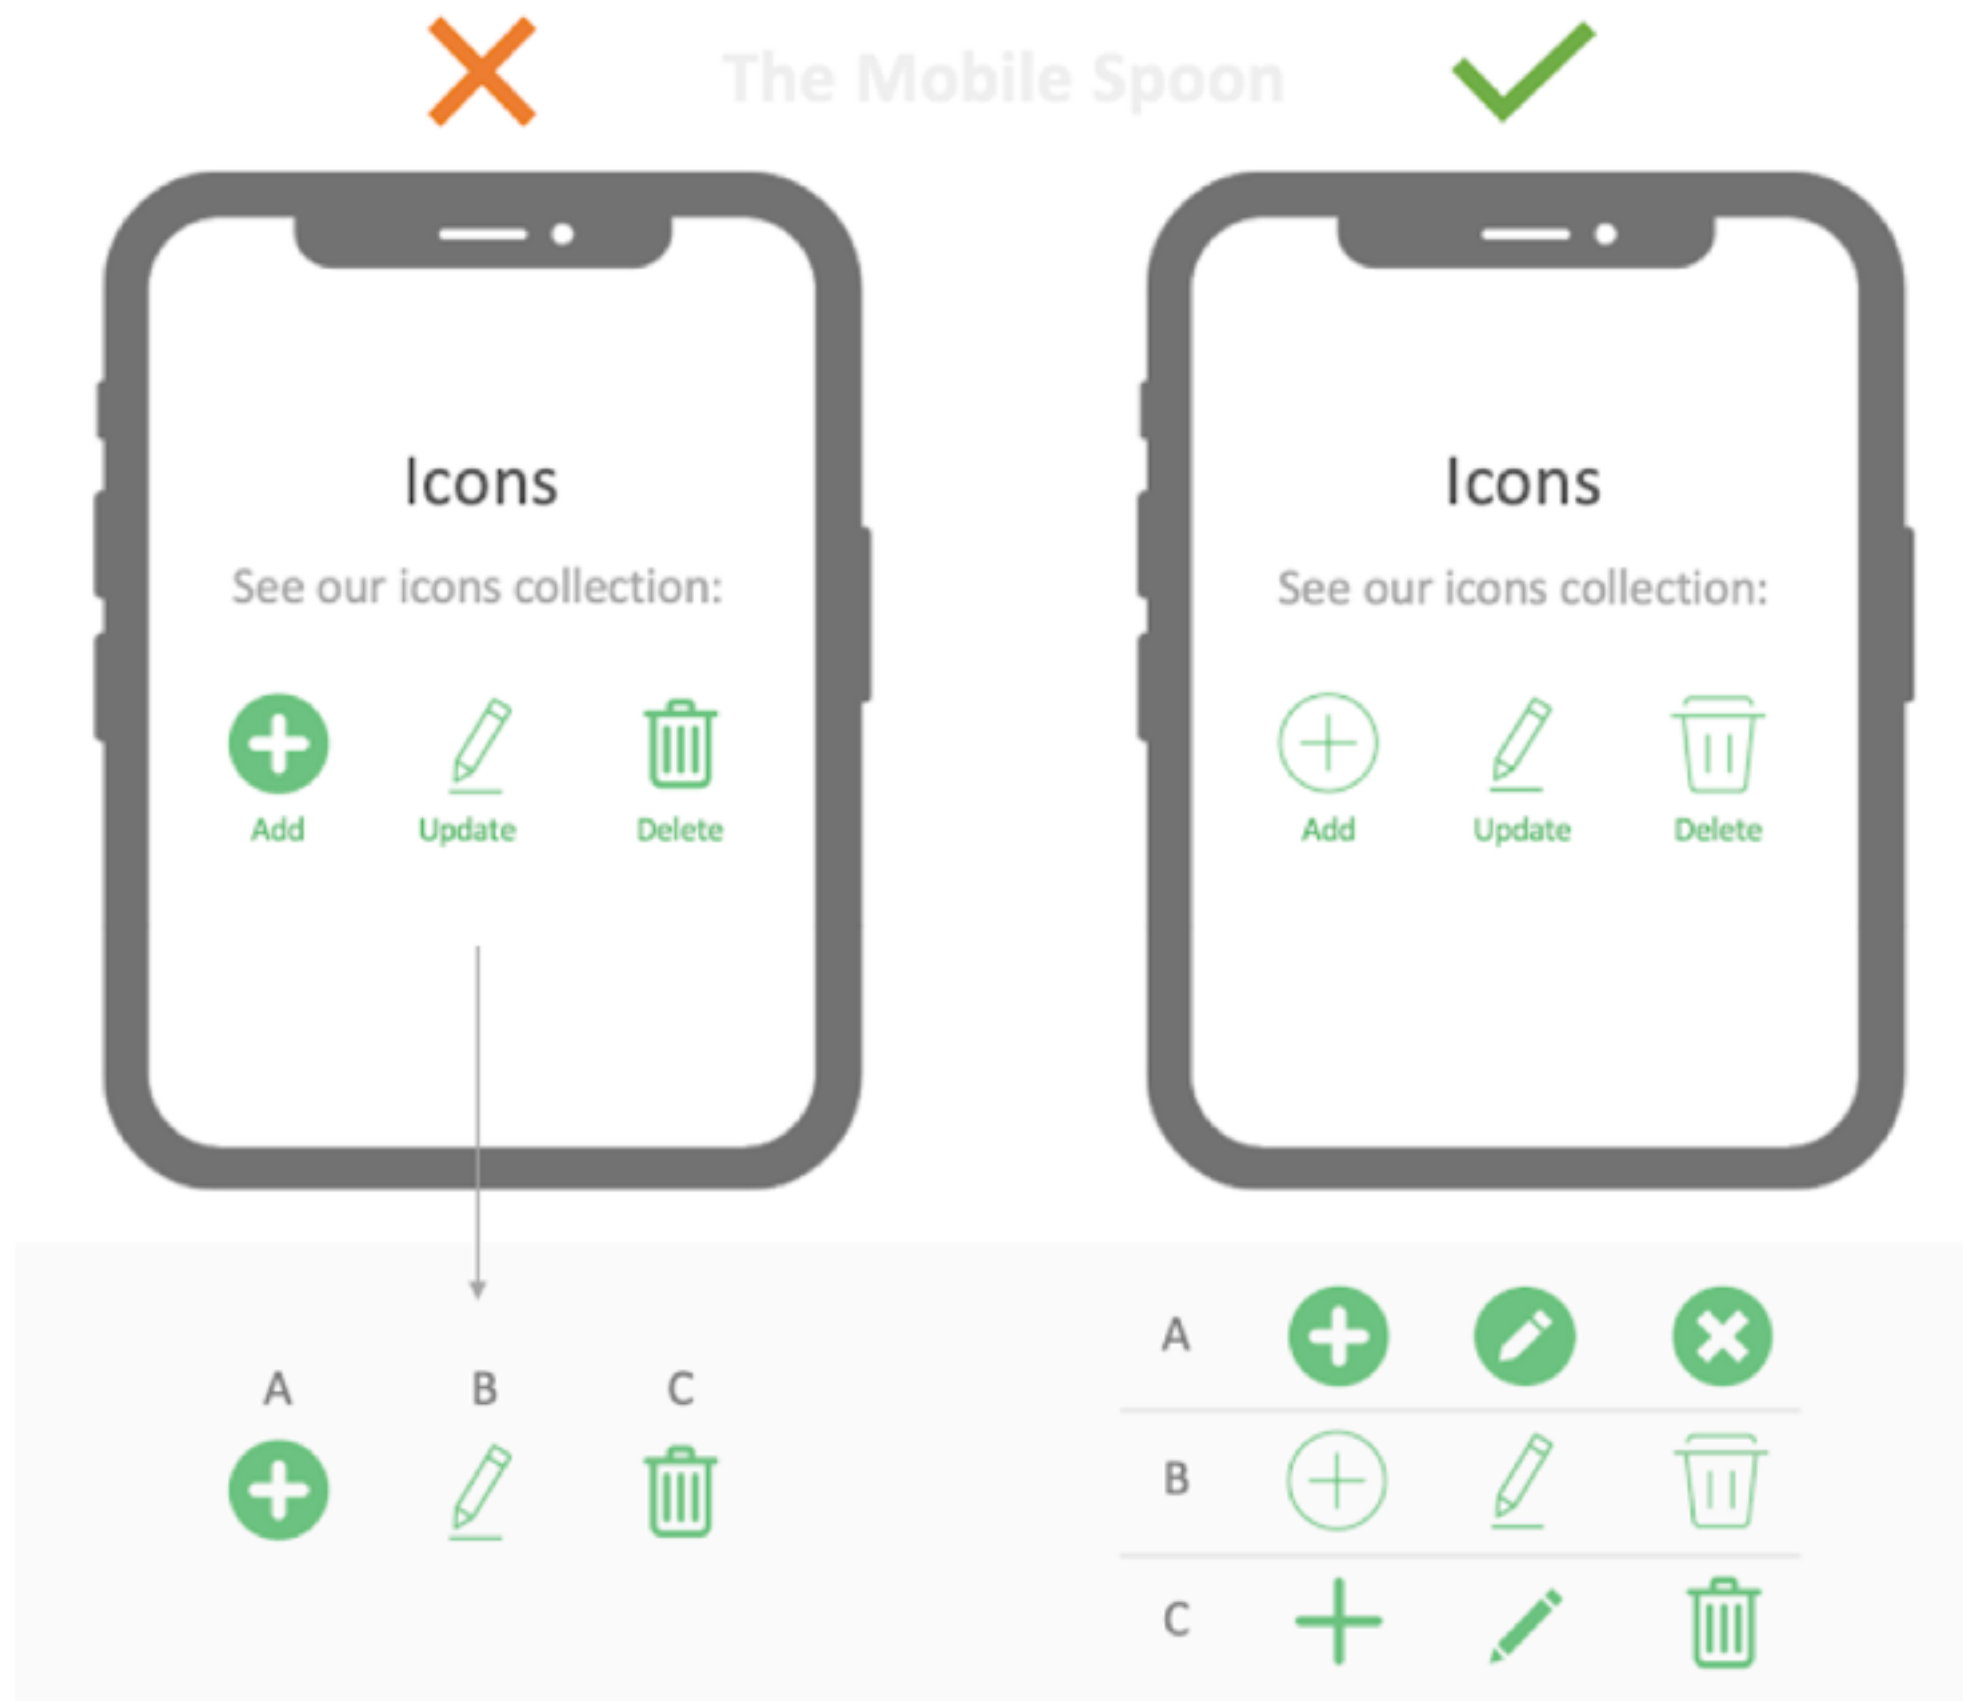 The Mobile Spoon
Icons
See our icons collection:
Add Update Delete
Icons
See our icons collection:
Add Update Delete
A B C
A
B
C